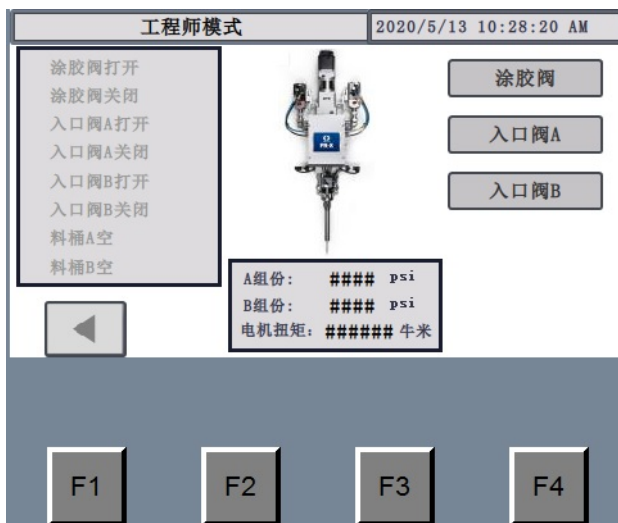 工程师模式
2020/5/13 10:28:20 AM
涂胶阀打开
涂胶阀关闭
入口阀A打开
入口阀A关闭
入口阀B打开
入口阀B关闭
料桶A空
料桶B空
PR-X
涂胶阀
入口阀A
入口阀B
A组份: #### psi
B组份: #### psi
电机扭矩: ###### 牛米
F1
F2
F3
F4